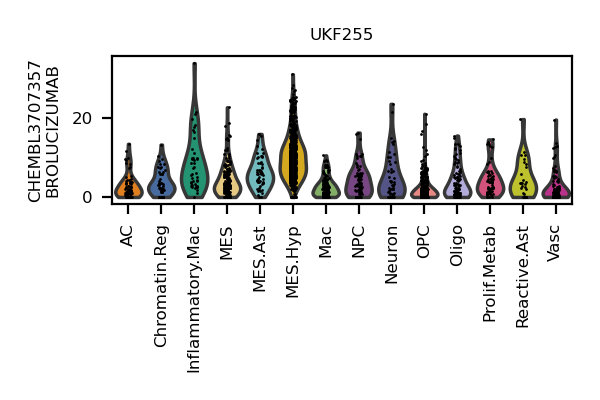 UKF255
CHEMBL3707357
BROLUCIZUMAB
20
0
AC
Chromatin.Reg
Inflammatory.Mac
MES
MES.Ast
MES.Hyp
Mac
NPC
Neuron
OPC
Oligo
Prolif.Metab
Reactive.Ast
Vasc